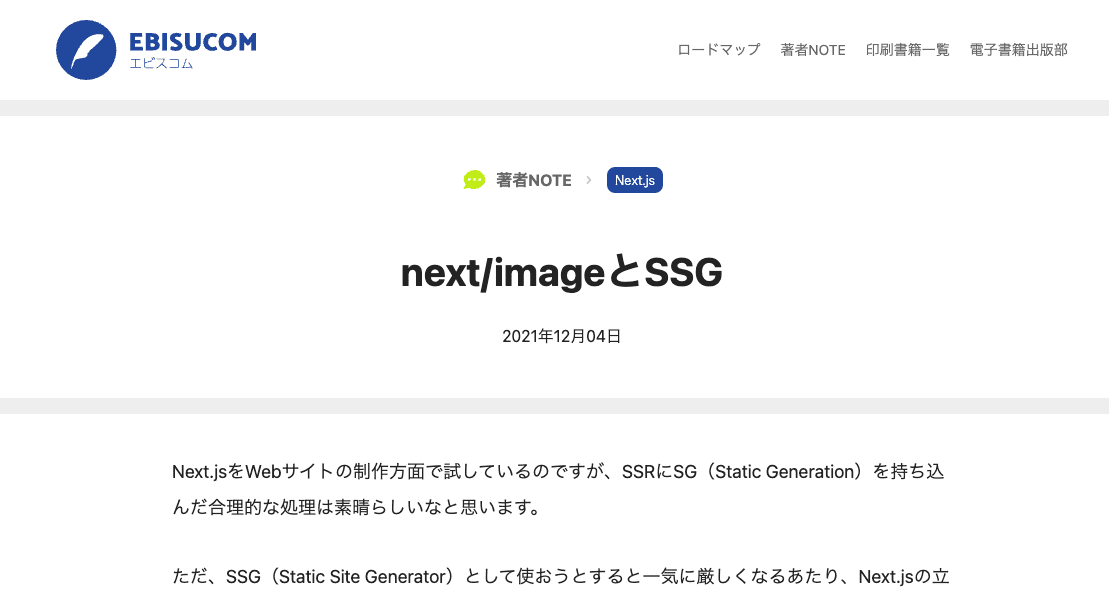 EBISUCOM
エビスコム
ロードマップ 著者NOTE 印刷書籍一覧 電子書籍出版部
著者NOTE > Next.js
next/imageとSSG
2021年12月04日
Next.jsをWebサイトの制作方面で試しているのですが、SSRにSG（Static Generation）を持ち込
んだ合理的な処理は素晴らしいなと思います。
ただ、SSG（Static Site Generator）として使おうとすると一気に厳しくなるあたり、Next.jsの立